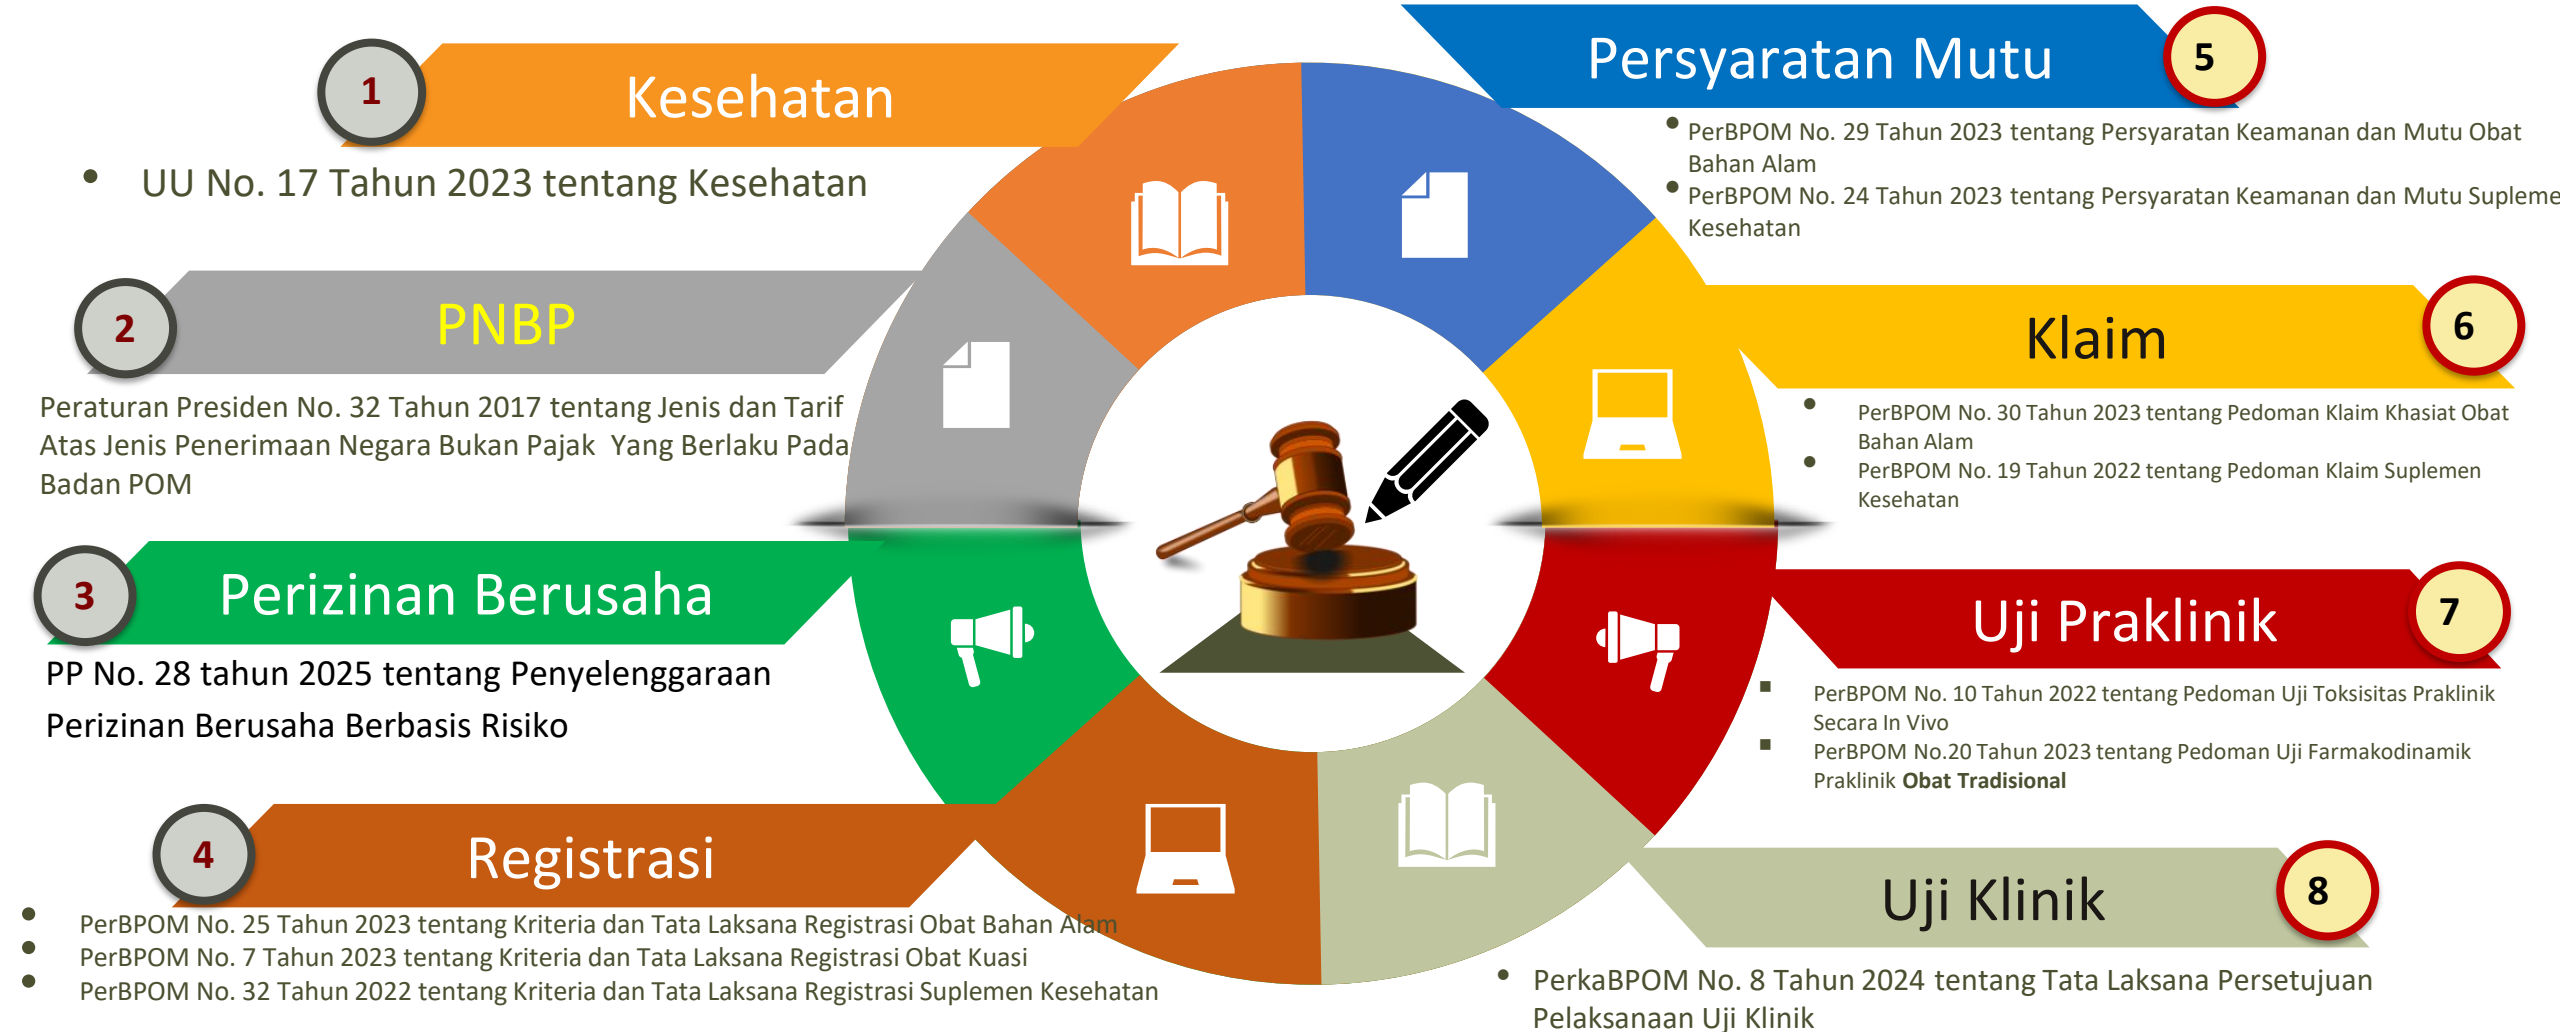 1
Kesehatan
• UU No. 17 Tahun 2023 tentang Kesehatan
2
PNBP
Peraturan Presiden No. 32 Tahun 2017 tentang Jenis dan Tarif
Atas Jenis Penerimaan Negara Bukan Pajak Yang Berlaku Pada
Badan POM
3
Perizinan Berusaha
PP No. 28 tahun 2025 tentang Penyelenggaraan
Perizinan Berusaha Berbasis Risiko
4
Registrasi
• PerBPOM No. 25 Tahun 2023 tentang Kriteria dan Tata Laksana Registrasi Obat Bahan Alam
• PerBPOM No. 7 Tahun 2023 tentang Kriteria dan Tata Laksana Registrasi Obat Kuasi
• PerBPOM No. 32 Tahun 2022 tentang Kriteria dan Tata Laksana Registrasi Suplemen Kesehatan
Persyaratan Mutu
5
• PerBPOM No. 29 Tahun 2023 tentang Persyaratan Keamanan dan Mutu Obat
Bahan Alam
• PerBPOM No. 24 Tahun 2023 tentang Persyaratan Keamanan dan Mutu Supleme
Kesehatan
Klaim
6
• PerBPOM No. 30 Tahun 2023 tentang Pedoman Klaim Khasiat Obat
Bahan Alam
• PerBPOM No. 19 Tahun 2022 tentang Pedoman Klaim Suplemen
Kesehatan
Uji Praklinik
7
▪ PerBPOM No. 10 Tahun 2022 tentang Pedoman Uji Toksisitas Praklinik
Secara In Vivo
▪ PerBPOM No.20 Tahun 2023 tentang Pedoman Uji Farmakodinamik
Praklinik Obat Tradisional
Uji Klinik
8
• PerkaBPOM No. 8 Tahun 2024 tentang Tata Laksana Persetujuan
Pelaksanaan Uji Klinik